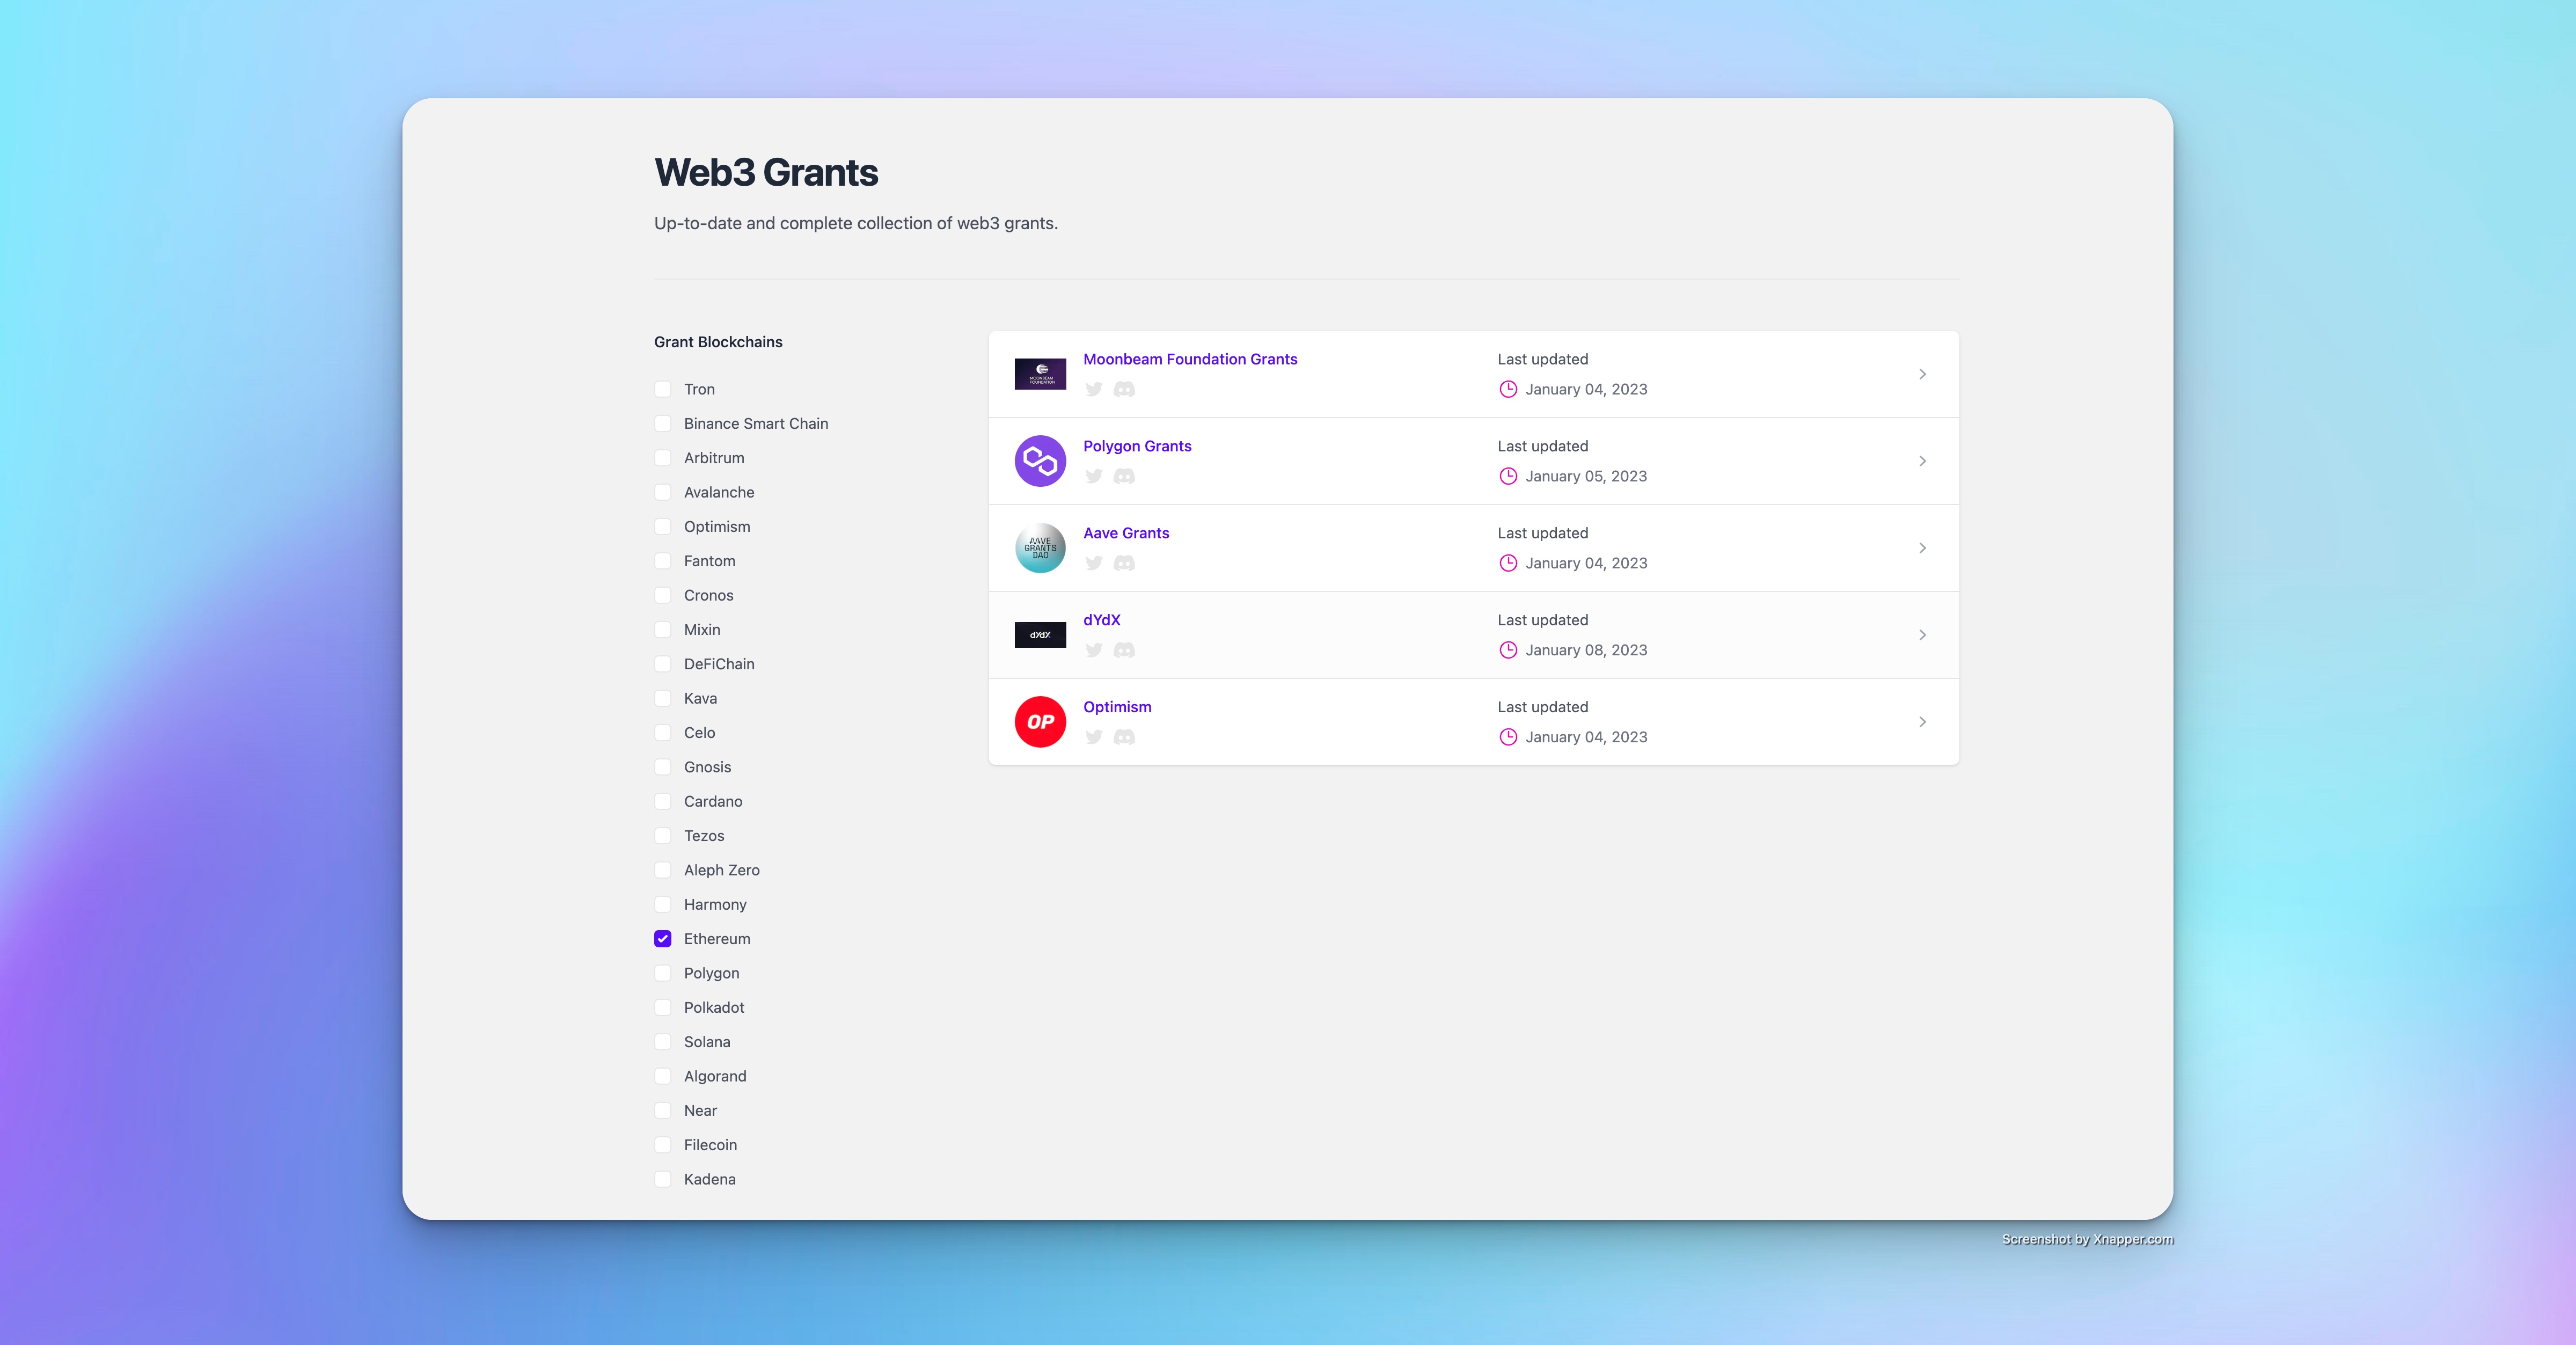 Web3 Grants
Up-to-date and complete collection of web3 grants.
Grant Blockchains
Tron
Binance Smart Chain
Arbitrum
Avalanche
Optimism
Fantom
Cronos
Mixin
DeFiChain
Kava
Celo
Gnosis
Cardano
Tezos
Aleph Zero
Harmony
Ethereum
Polygon
Polkadot
Solana
Algorand
Near
Filecoin
Kadena
MOONBEAM
FOUNDATION
Moonbeam Foundation Grants
Last updated
January 04, 2023
Polygon Grants
Last updated
January 05, 2023
AAVE
GRANTS
DAO
Aave Grants
Last updated
January 04, 2023
dYdX
dYdX
Last updated
January 08, 2023
OP
Optimism
Last updated
January 04, 2023
Screenshot by Xnapper.com